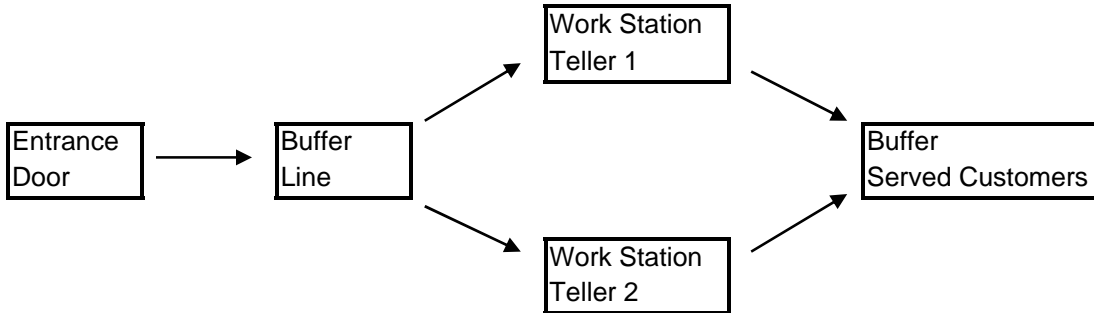 Work Station
Teller 1
Entrance
Door
Buffer
Line
Buffer
Served Customers
Work Station
Teller 2